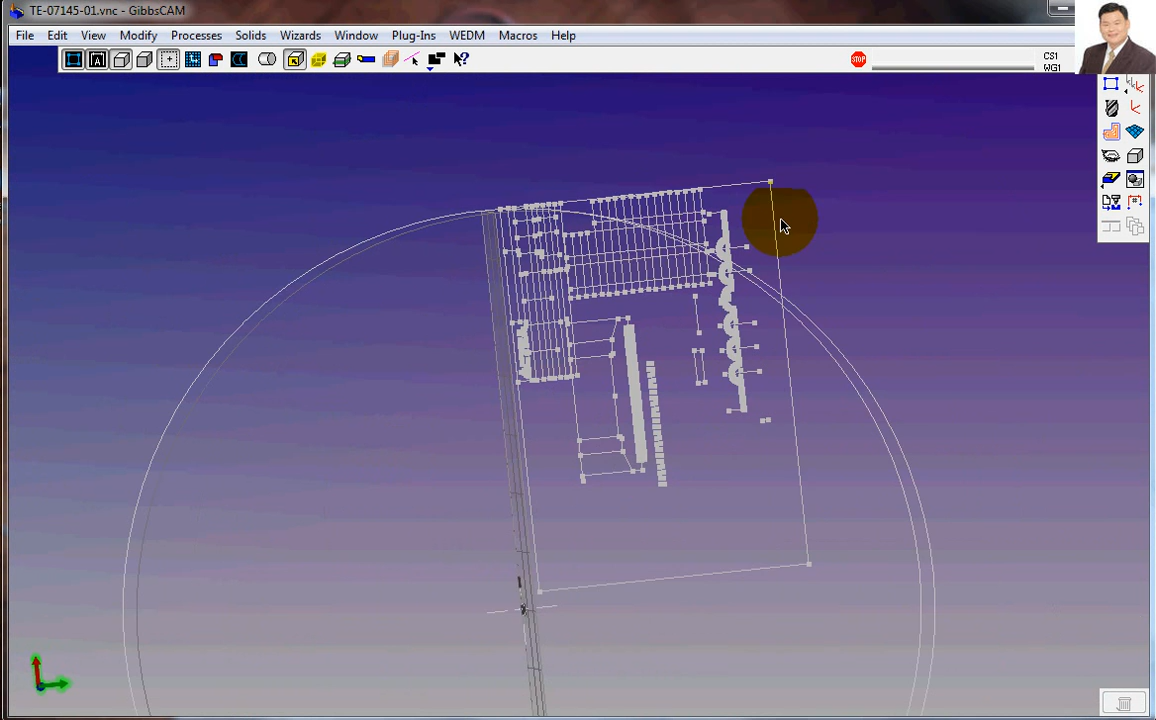 TE-07145-01.vnc - GibbsCAM
File Edit View Modify Processes Solids Wizards Window Plug-Ins WEDM Macros Help
A
STOP
CS1
WG1